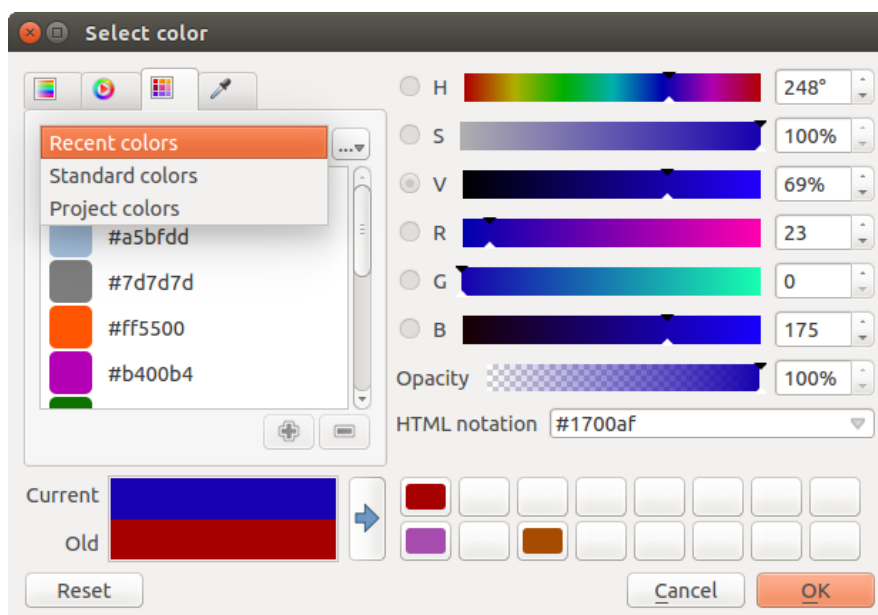 Select color
Recent colors
...
Standard colors
Project colors
#a5bfdd
#7d7d7d
#ff5500
#b400b4
H 248°
S 100%
V 69%
R 23
G 0
B 175
Opacity 100%
HTML notation #1700af
Current
Old
Reset
Cancel
OK